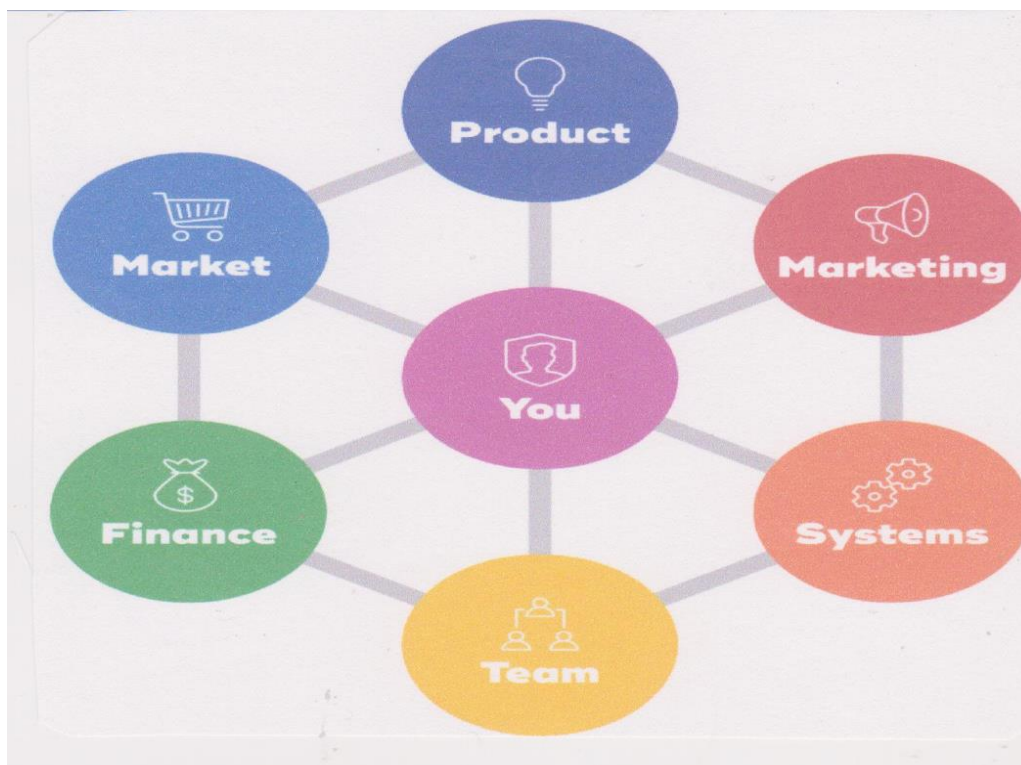 Product
Market
Marketing
You
Finance
$
Systems
Team